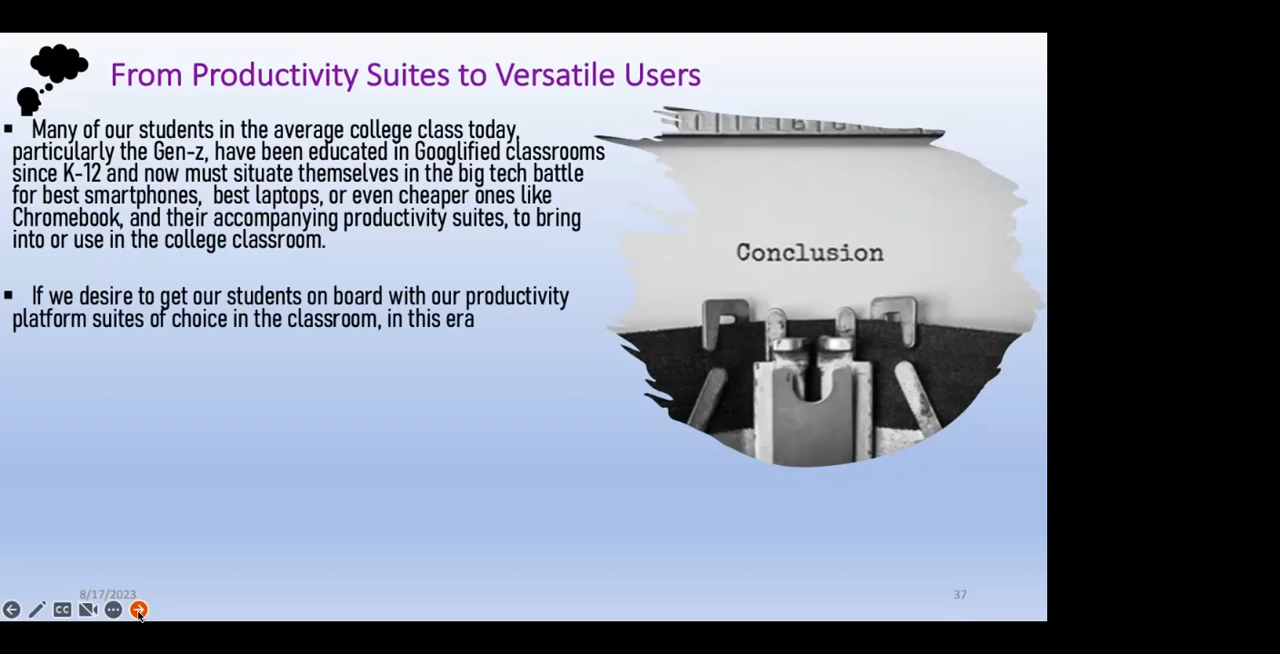 From Productivity Suites to Versatile Users
▪ Many of our students in the average college class today,
particularly the Gen-z, have been educated in Googlified classrooms
since K-12 and now must situate themselves in the big tech battle
for best smartphones,  best laptops, or even cheaper ones like
Chromebook, and their accompanying productivity suites, to bring
into or use in the college classroom.
▪ If we desire to get our students on board with our productivity
platform suites of choice in the classroom, in this era
Conclusion
8/17/2023
37
CC